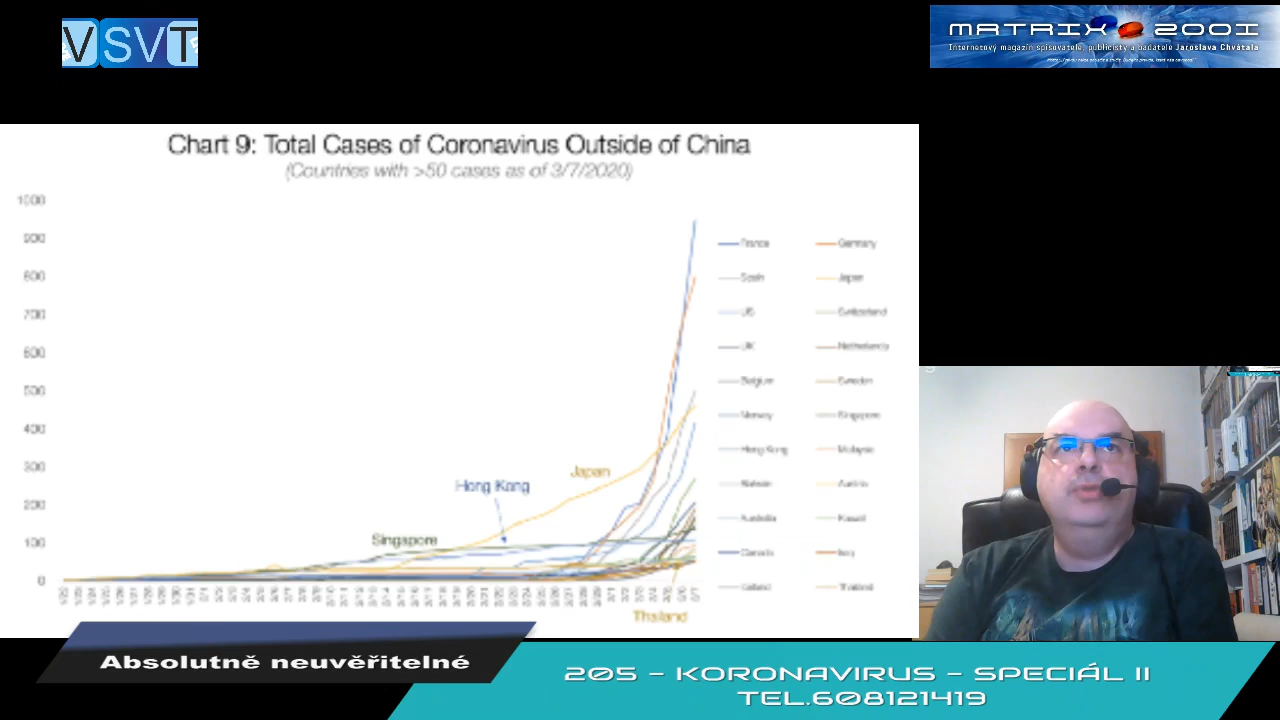 VSVT
MATRIX 2001
Internetový magazín spisovatele, publicisty a badatele Jaroslava Chvátala
Chart 9: Total Cases of Coronavirus Outside of China
(Countries with >50 cases as of 3/7/2020)
1000
900
800
700
600
500
400
300
200
100
0
Japan
Hong Kong
Singapore
Thailand
France Germany
Spain Japan
US Switzerland
UK Netherlands
Belgium Sweden
Norway Singapore
Hong Kong Malaysia
Bahrain Austria
Australia Kuwait
Canada Iraq
Iceland Thailand
Absolutně neuvěřitelné
205 - KORONAVIRUS - SPECIÁL II
TEL.608121419